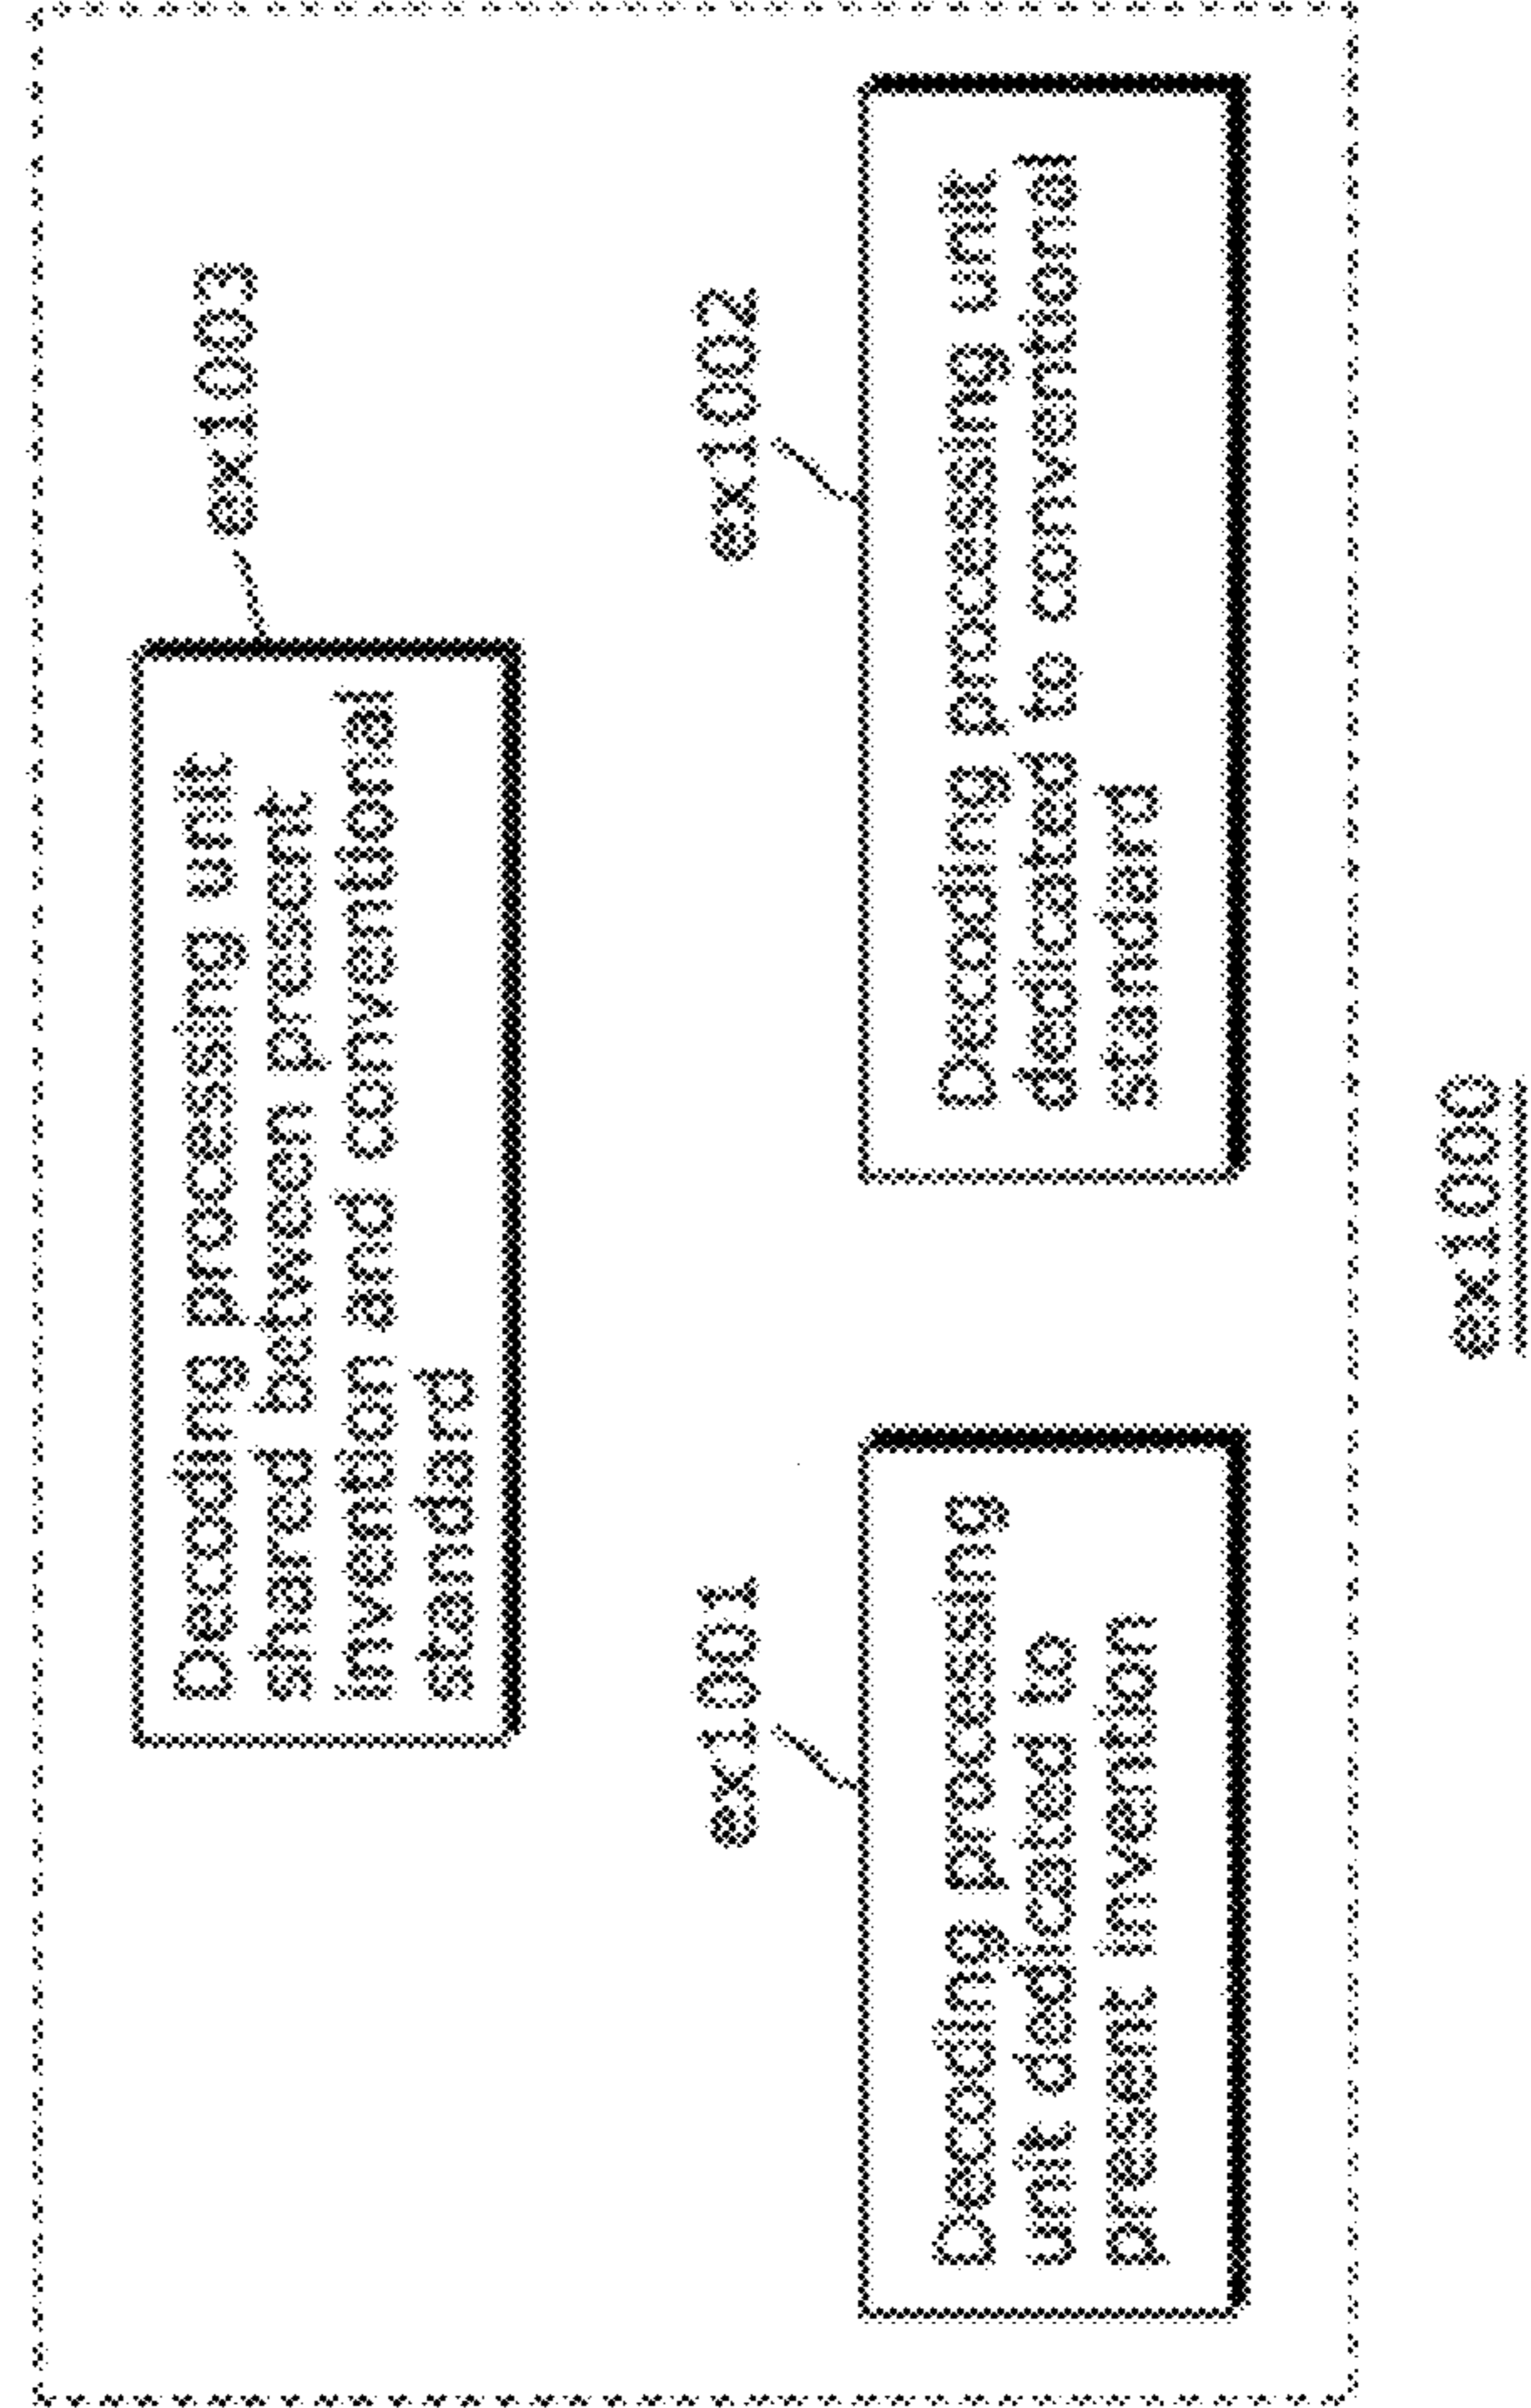 ex1003
Decoding processing unit
shared between present
invention and conventional
standard
ex1001
Decoding processing
unit dedicated to
present invention
ex1002
Decoding processing unit
dedicated to conventional
standard
ex1000